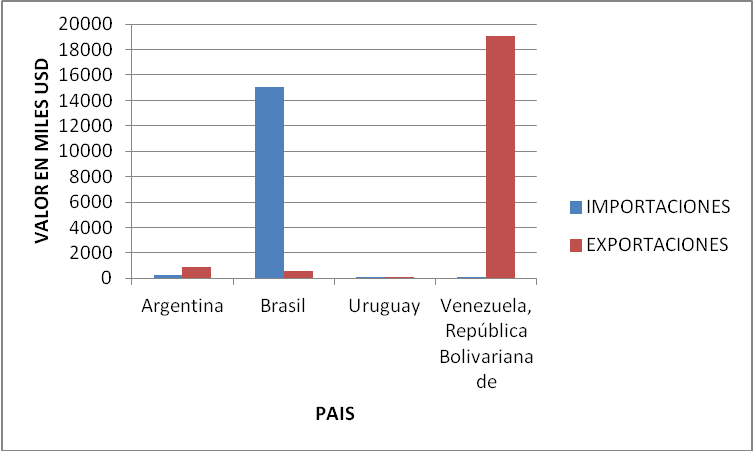 VALOR EN MILES USD
20000
18000
16000
14000
12000
10000
8000
6000
4000
2000
0
Argentina
Brasil
Uruguay
Venezuela,
República
Bolivariana
de
PAIS
IMPORTACIONES
EXPORTACIONES